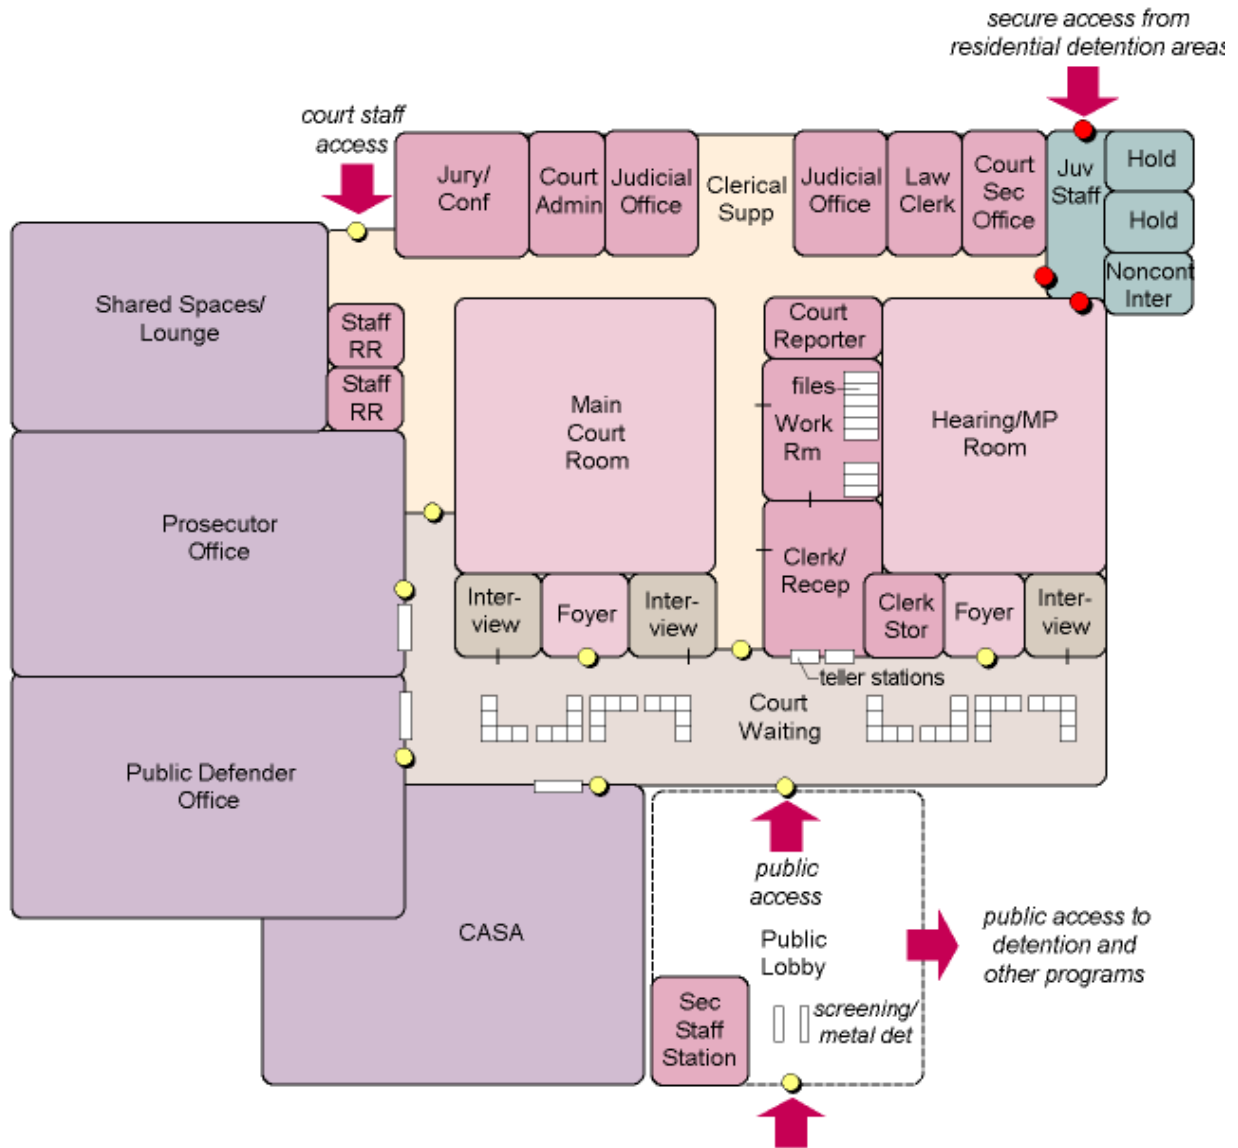 secure access from
residential detention areas
court staff
access
Jury/
Conf
Court
Admin
Judicial
Office
Clerical
Supp
Judicial
Office
Law
Clerk
Court
Sec
Office
Juv
Staff
Hold
Hold
Noncont
Inter
Shared Spaces/
Lounge
Staff
RR
Staff
RR
Main
Court
Room
Court
Reporter
files
Work
Rm
Hearing/MP
Room
Prosecutor
Office
Clerk/
Recep
Inter-
view
Foyer
Inter-
view
Clerk
Stor
Foyer
Inter-
view
teller stations
Court
Waiting
Public Defender
Office
public
access
CASA
Public
Lobby
public access to
detention and
other programs
Sec
Staff
Station
screening/
metal det